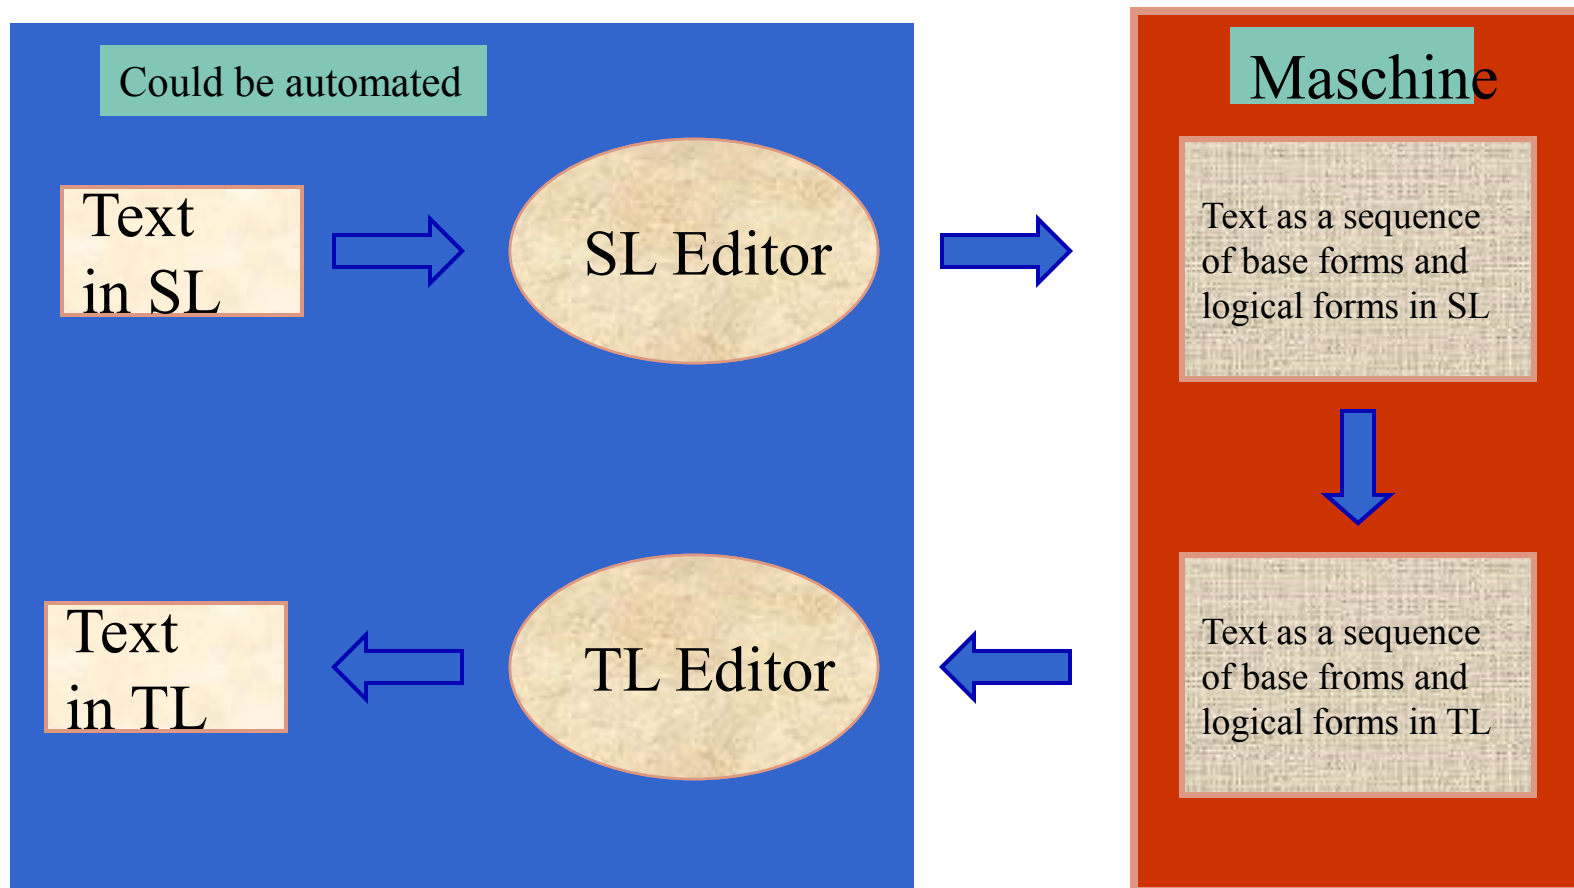 Could be automated
Maschine
Text
in SL
SL Editor
Text as a sequence
of base forms and
logical forms in SL
Text
in TL
TL Editor
Text as a sequence
of base froms and
logical forms in TL